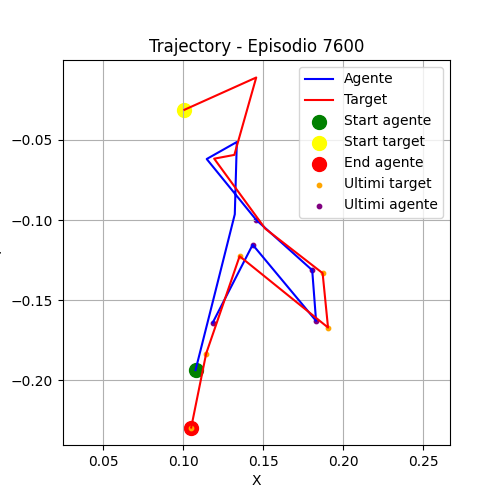 Trajectory - Episodio 7600
Agente
Target
Start agente
Start target
End agente
Ultimi target
Ultimi agente
−0.05
−0.10
−0.15
−0.20
0.05 0.10 0.15 0.20 0.25
X